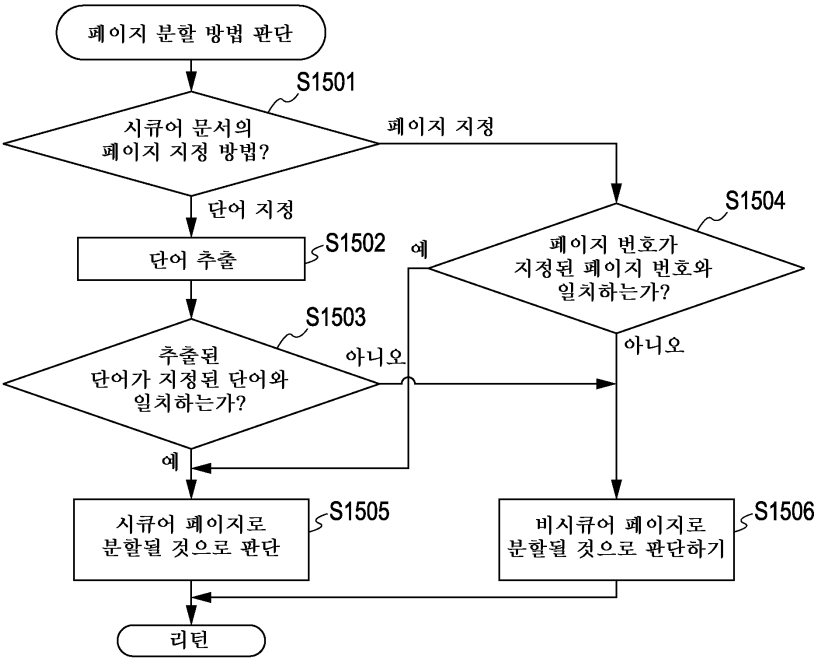 페이지 분할 방법 판단
S1501
시큐어 문서의
페이지 지정 방법?
페이지 지정
단어 지정
S1504
S1502
단어 추출
예
페이지 번호가
지정된 페이지 번호와
일치하는가?
S1503
아니오
아니오
추출된
단어가 지정된 단어와
일치하는가?
예
S1505
시큐어 페이지로
분할될 것으로 판단
S1506
비시큐어 페이지로
분할될 것으로 판단하기
리턴